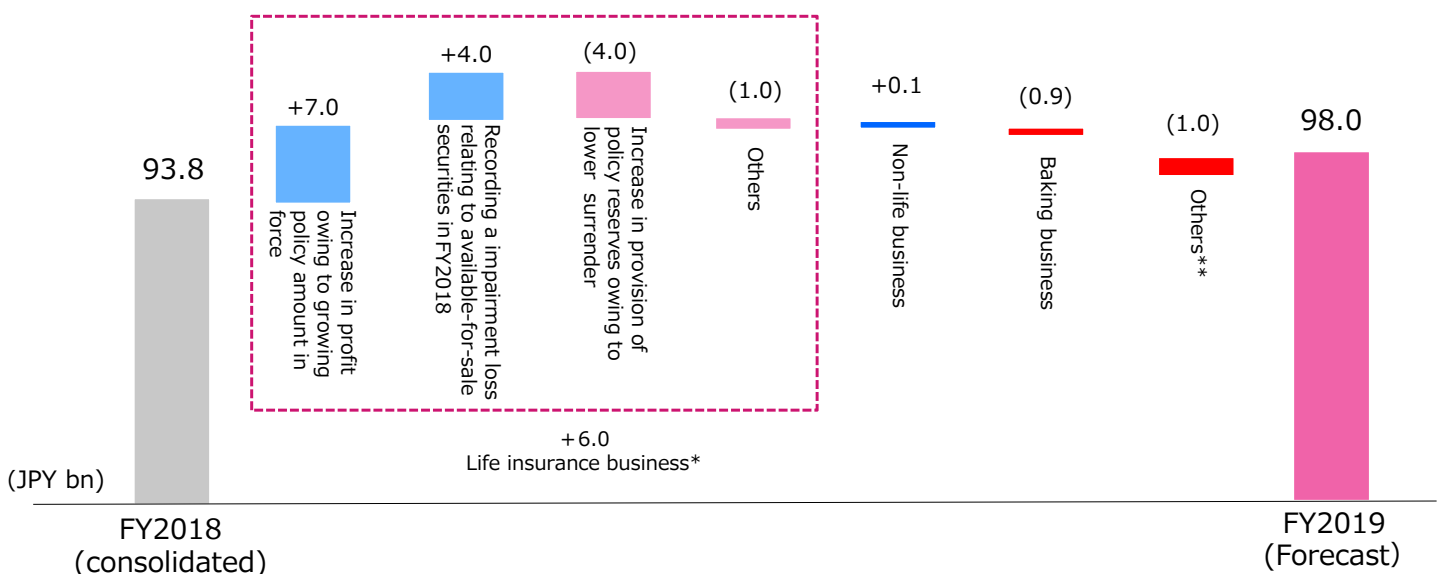 93.8
+7.0
Increase in profit
owing to growing
policy amount in
force
+4.0
Recording a impairment loss
relating to available-for-sale
securities in FY2018
(4.0)
Increase in provision of
policy reserves owing to
lower surrender
(1.0)
Others
+0.1
Non-life business
(0.9)
Baking business
(1.0)
Others**
98.0
+6.0
Life insurance business*
(JPY bn)
FY2018
(consolidated)
FY2019
(Forecast)